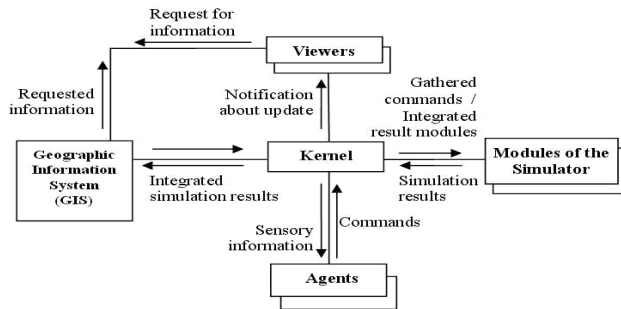 Request for
information
Viewers
Requested
information
Notification
about update
Gathered
commands /
Integrated
result modules
Geographic
Information
System
(GIS)
Kernel
Modules of the
Simulator
Integrated
simulation results
Simulation
results
Sensory
information
Commands
Agents